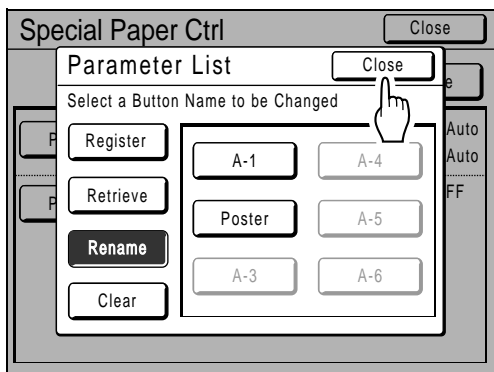 Special Paper Ctrl
Close
Parameter List
Close
e
Select a Button Name to be Changed
P
Register
A-1
A-4
Auto
Auto
P
Retrieve
Poster
A-5
FF
Rename
A-3
A-6
Clear